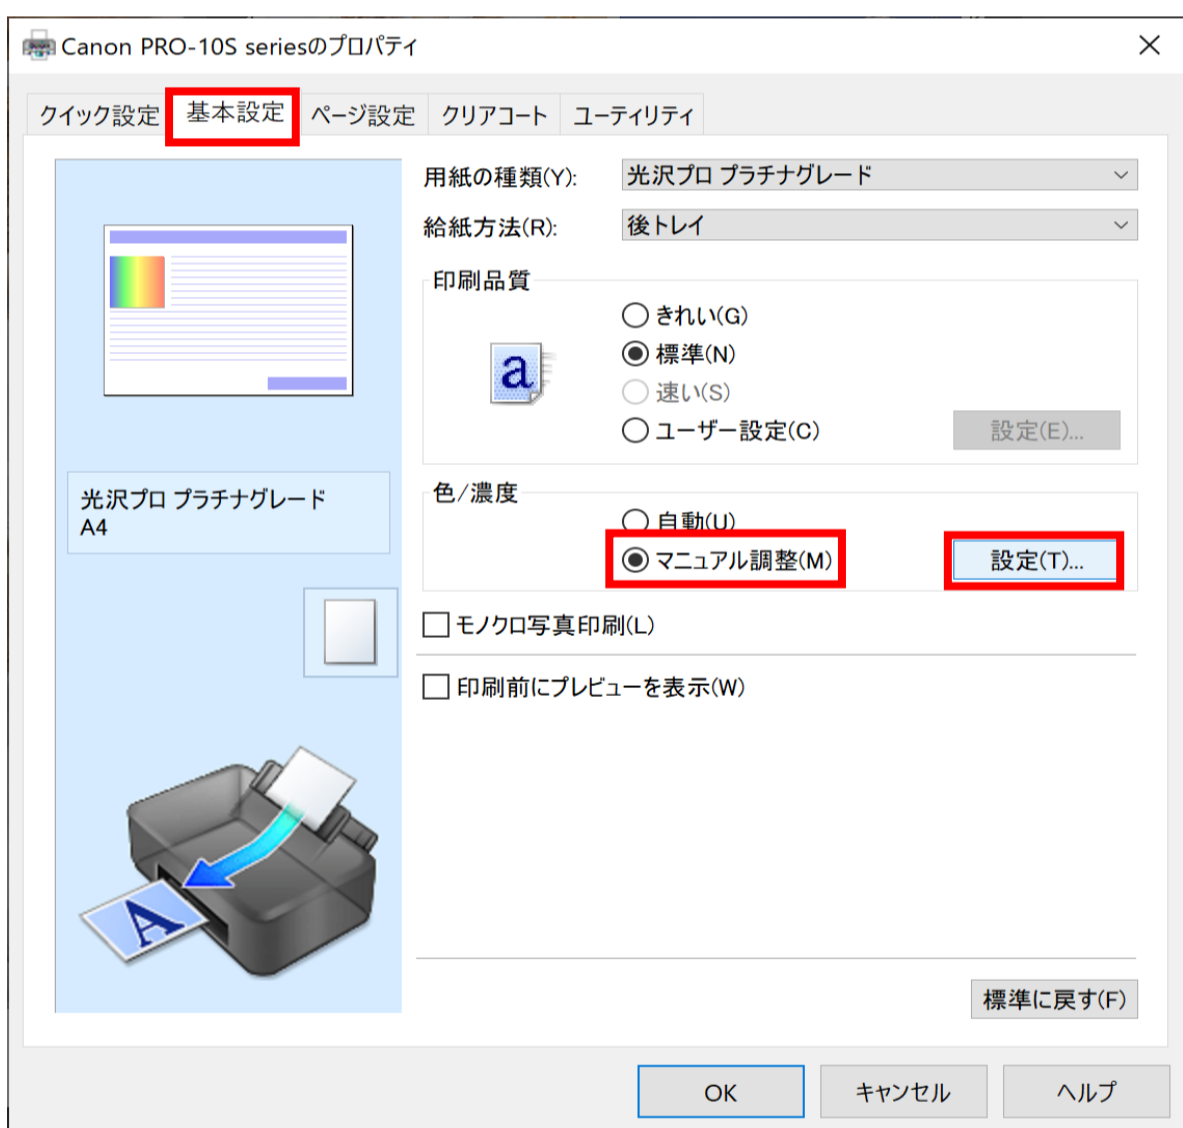 Canon PRO-10S seriesのプロパティ
クイック設定 基本設定 ページ設定 クリアコート ユーティリティ
用紙の種類(Y): 光沢プロ プラチナグレード
給紙方法(R): 後トレイ
印刷品質
きれい(G)
標準(N)
速い(S)
ユーザー設定(C) 設定(E)...
a
光沢プロ プラチナグレード
A4
色/濃度
自動(U)
マニュアル調整(M) 設定(T)...
モノクロ写真印刷(L)
印刷前にプレビューを表示(W)
A
標準に戻す(F)
OK キャンセル ヘルプ